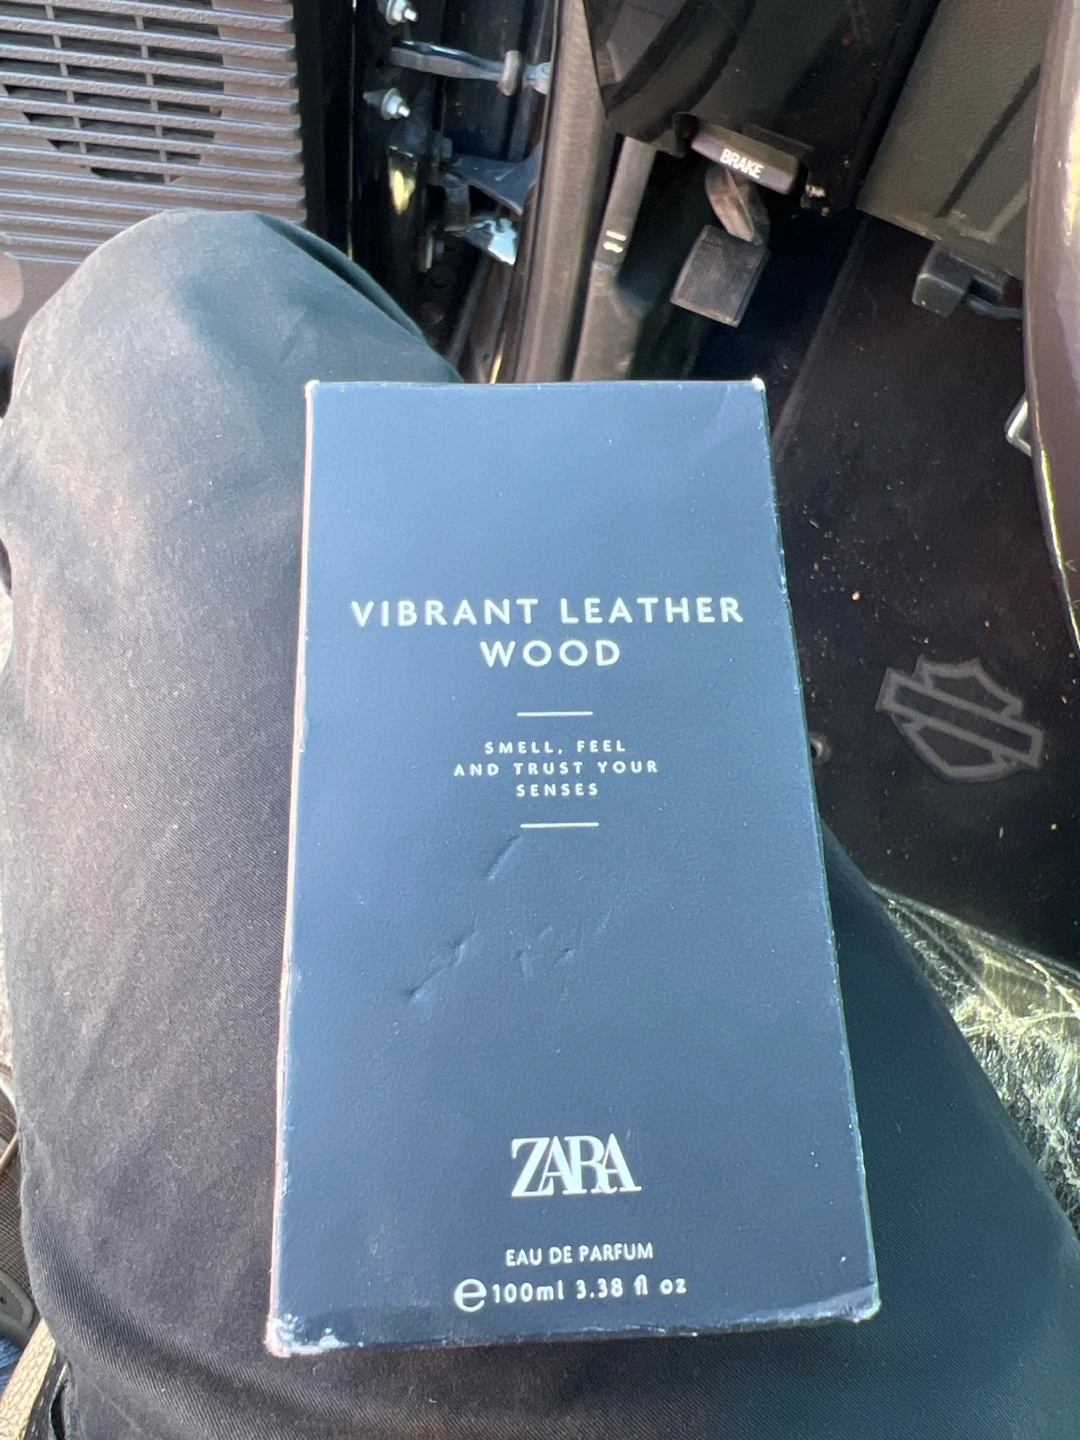 BRAKE
VIBRANT LEATHER
WOOD
SMELL, FEEL
AND TRUST YOUR
SENSES
ZARA
EAU DE PARFUM
℮100ml 3.38 fl oz